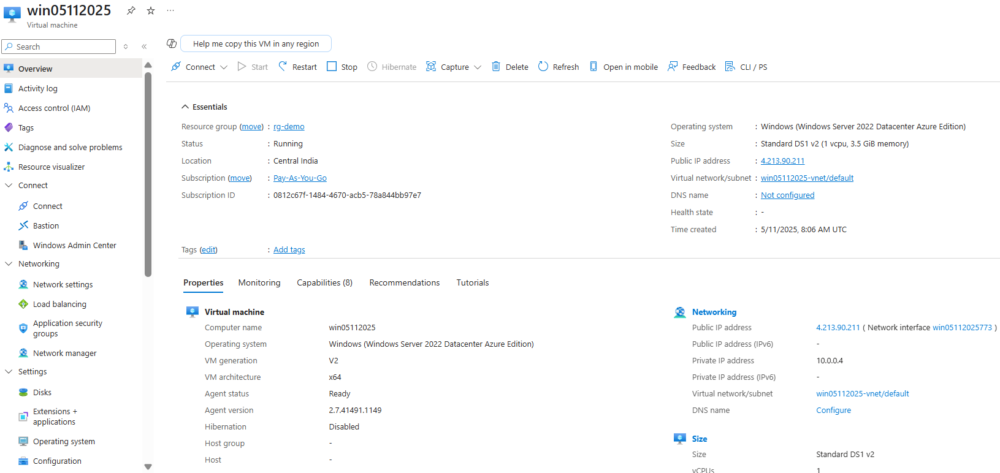 win05112025
Virtual machine
Search
Overview
Activity log
Access control (IAM)
Tags
Diagnose and solve problems
Resource visualizer
Connect
Connect
Bastion
Windows Admin Center
Networking
Network settings
Load balancing
Application security
groups
Network manager
Settings
Disks
Extensions +
applications
Operating system
Configuration
Help me copy this VM in any region
Connect Start Restart Stop Hibernate Capture Delete Refresh Open in mobile Feedback CLI / PS
Essentials
Resource group (move) : rg-demo
Status : Running
Location : Central India
Subscription (move) : Pay-As-You-Go
Subscription ID : 0812c67f-1484-4670-acb5-78a844bb97e7
Operating system : Windows (Windows Server 2022 Datacenter Azure Edition)
Size : Standard DS1 v2 (1 vcpu, 3.5 GiB memory)
Public IP address : 4.213.90.211
Virtual network/subnet : win05112025-vnet/default
DNS name : Not configured
Health state : -
Time created : 5/11/2025, 8:06 AM UTC
Tags (edit) : Add tags
Properties Monitoring Capabilities (8) Recommendations Tutorials
Virtual machine
Computer name win05112025
Operating system Windows (Windows Server 2022 Datacenter Azure Edition)
VM generation V2
VM architecture x64
Agent status Ready
Agent version 2.7.41491.1149
Hibernation Disabled
Host group -
Host -
Networking
Public IP address 4.213.90.211 ( Network interface win05112025773 )
Public IP address (IPv6) -
Private IP address 10.0.0.4
Private IP address (IPv6) -
Virtual network/subnet win05112025-vnet/default
DNS name Configure
Size
Size Standard DS1 v2
vCPUs 1